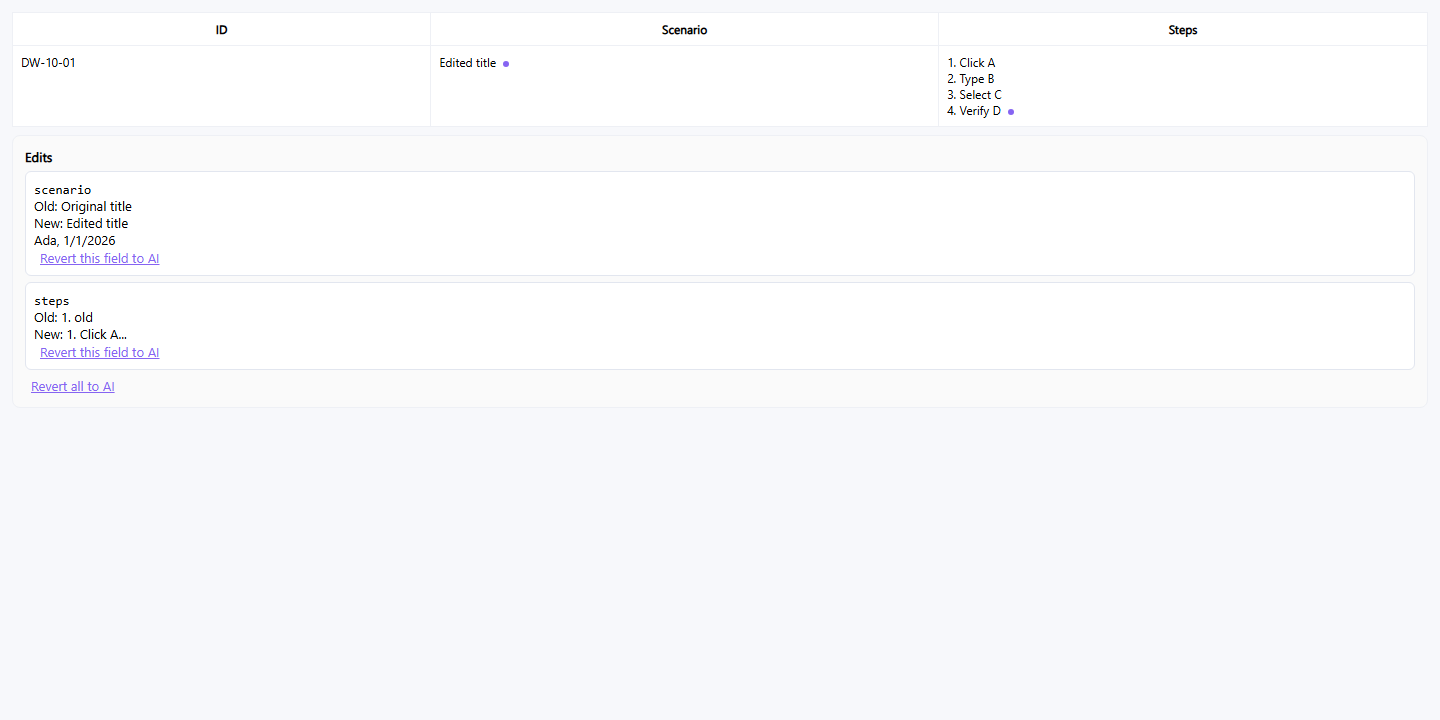 ID Scenario Steps
DW-10-01 Edited title 1. Click A
2. Type B
3. Select C
4. Verify D
Edits
scenario
Old: Original title
New: Edited title
Ada, 1/1/2026
Revert this field to AI
steps
Old: 1. old
New: 1. Click A...
Revert this field to AI
Revert all to AI